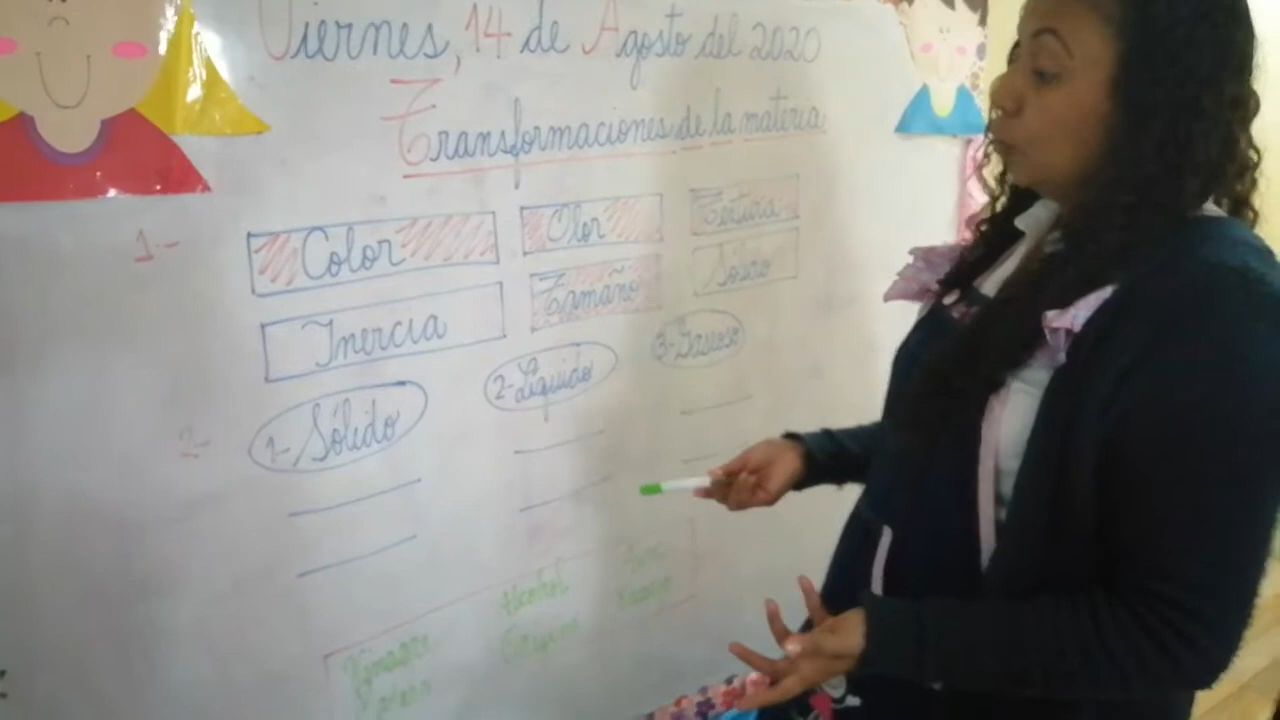 Viernes, 14 de Agosto del 2020
Transformaciones de la materia
1-- Color Olor Textura
Inercia Tamaño Sólido
2- 1- Sólido 2- Líquido 3- Gaseoso
Alcohol
Vinagre